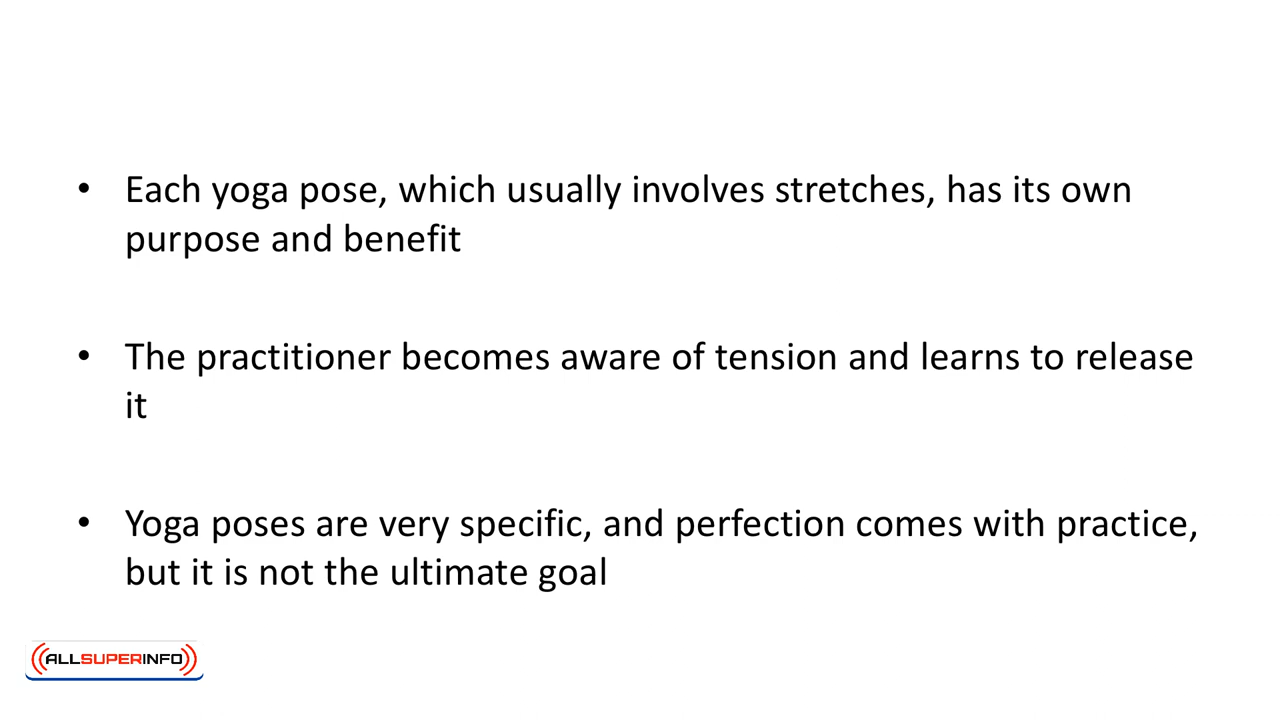 • Each yoga pose, which usually involves stretches, has its own
purpose and benefit
• The practitioner becomes aware of tension and learns to release
it
• Yoga poses are very specific, and perfection comes with practice,
but it is not the ultimate goal
ALLSUPERINFO